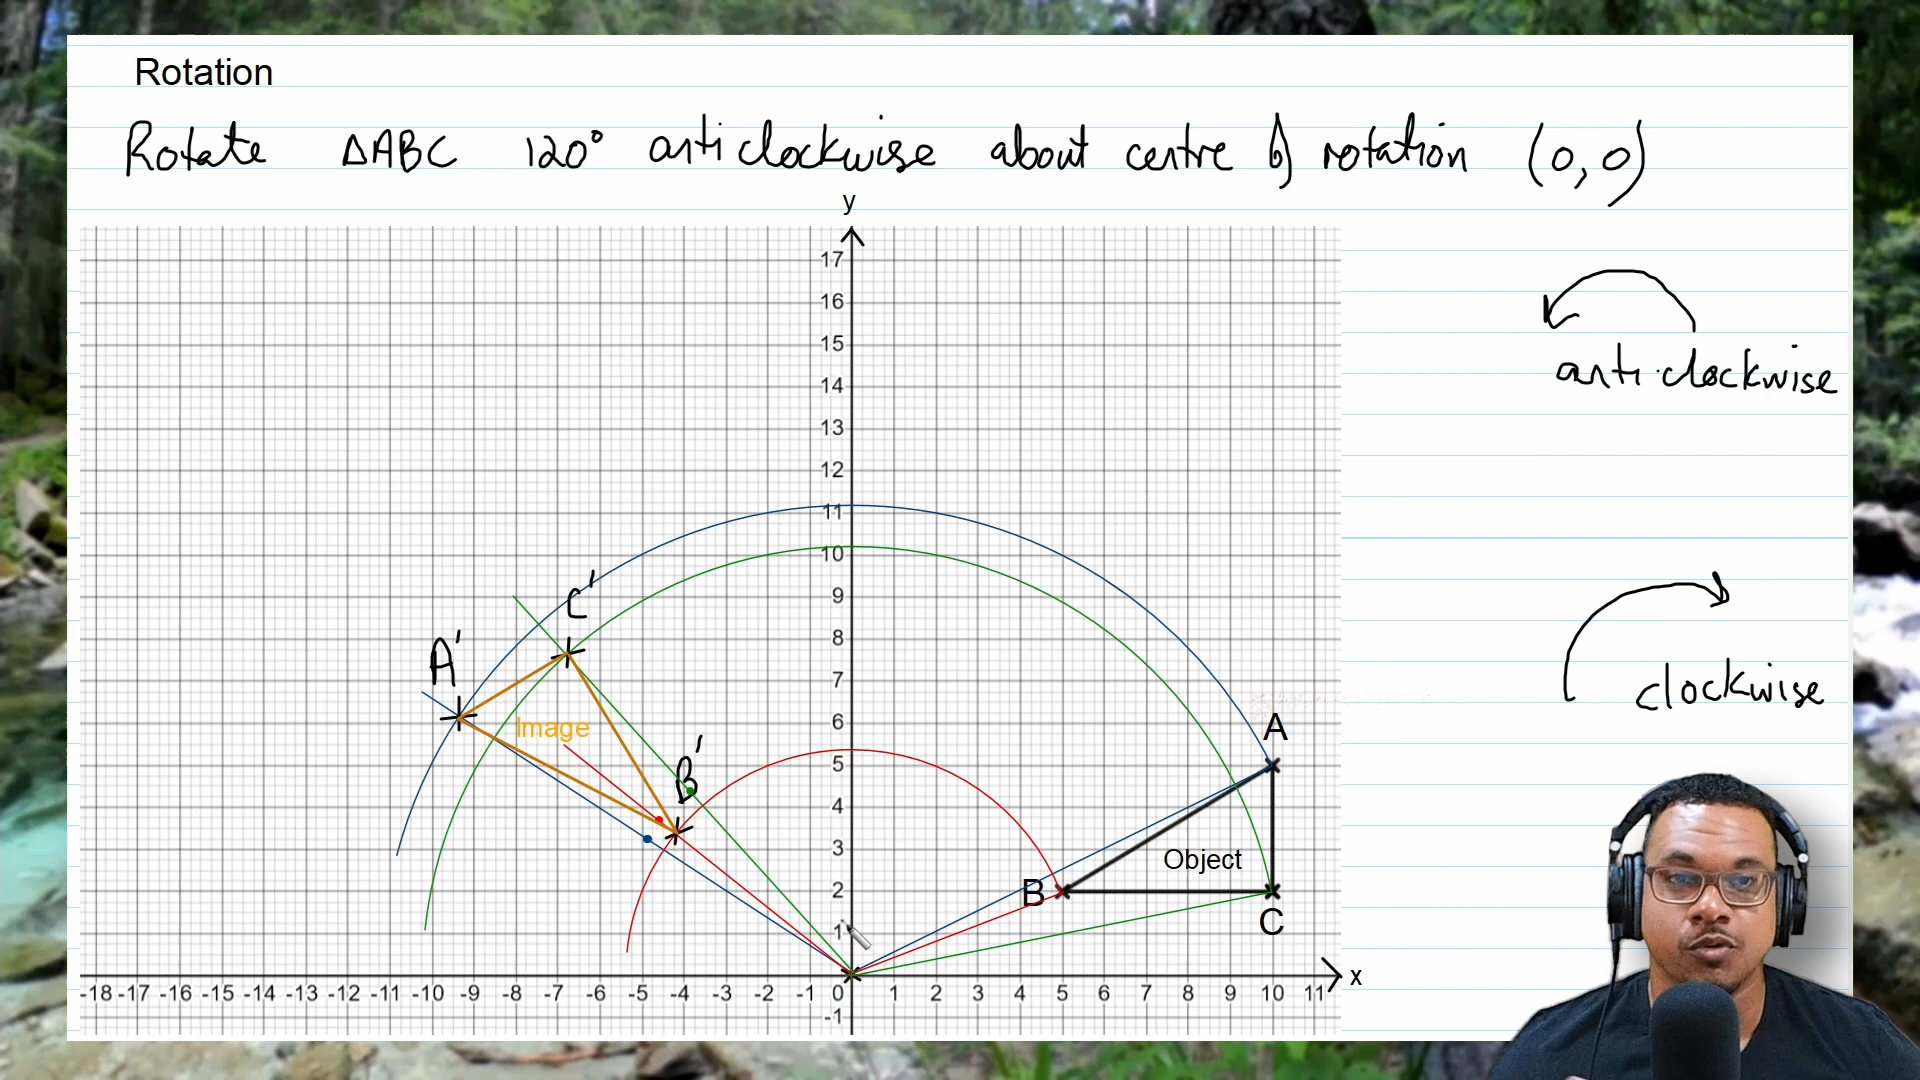 Rotation
Rotate ΔABC 120° anticlockwise about centre of rotation (0,0)
y
17
16
15
14
13
12
11
10
9
8
7
6
5
4
3
2
1
-1
anti-clockwise
clockwise
C'
A'
Image
B'
A
Object
B
C
-18 -17 -16 -15 -14 -13 -12 -11 -10 -9 -8 -7 -6 -5 -4 -3 -2 -1 0 1 2 3 4 5 6 7 8 9 10 11 x